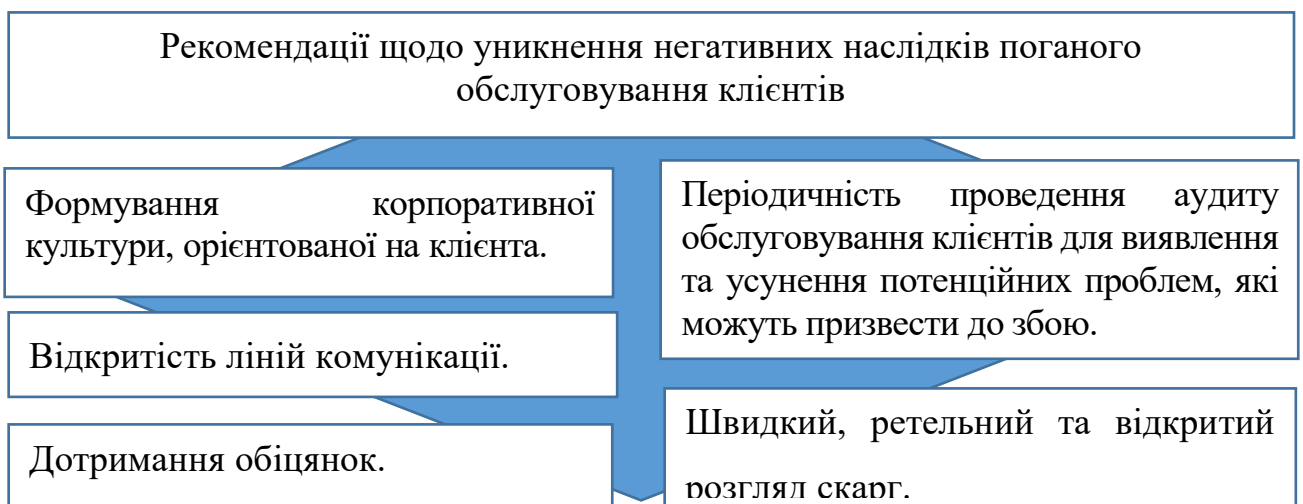 Рекомендації щодо уникнення негативних наслідків поганого
обслуговування клієнтів
Формування корпоративної
культури, орієнтованої на клієнта.
Відкритість ліній комунікації.
Дотримання обіцянок.
Періодичність проведення аудиту
обслуговування клієнтів для виявлення
та усунення потенційних проблем, які
можуть призвести до збою.
Швидкий, ретельний та відкритий
розгляд скарг.